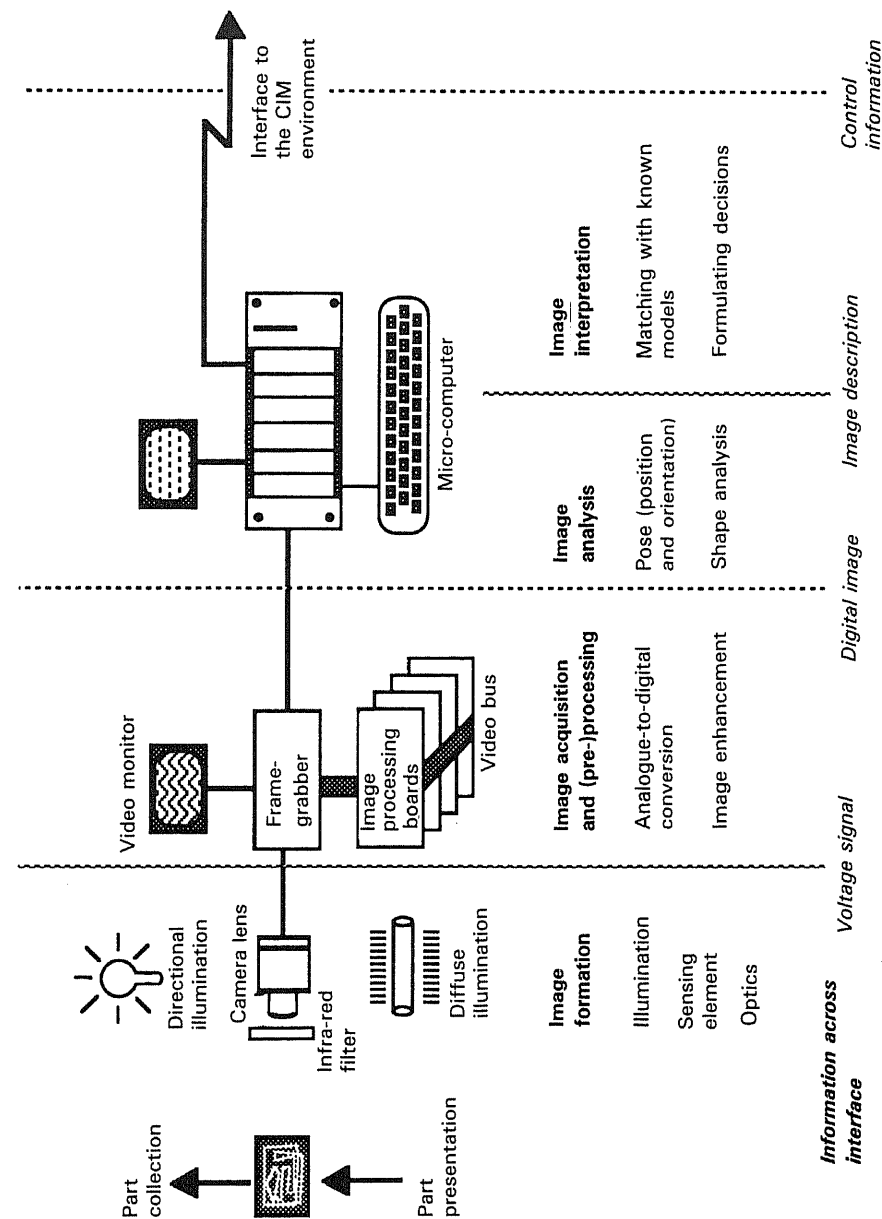 Part
collection
Part
presentation
Directional
illumination
Camera lens
Infra-red
filter
Diffuse
illumination
Video monitor
Frame-
grabber
Image
processing
boards
Video bus
Micro-computer
Interface to
the CIM
environment
Image
formation
Illumination
Sensing
element
Optics
Image acquisition
and (pre-)processing
Analogue-to-digital
conversion
Image enhancement
Image
analysis
Pose (position
and orientation)
Shape analysis
Image
interpretation
Matching with known
models
Formulating decisions
Information across
interface
Voltage signal
Digital image
Image description
Control
information